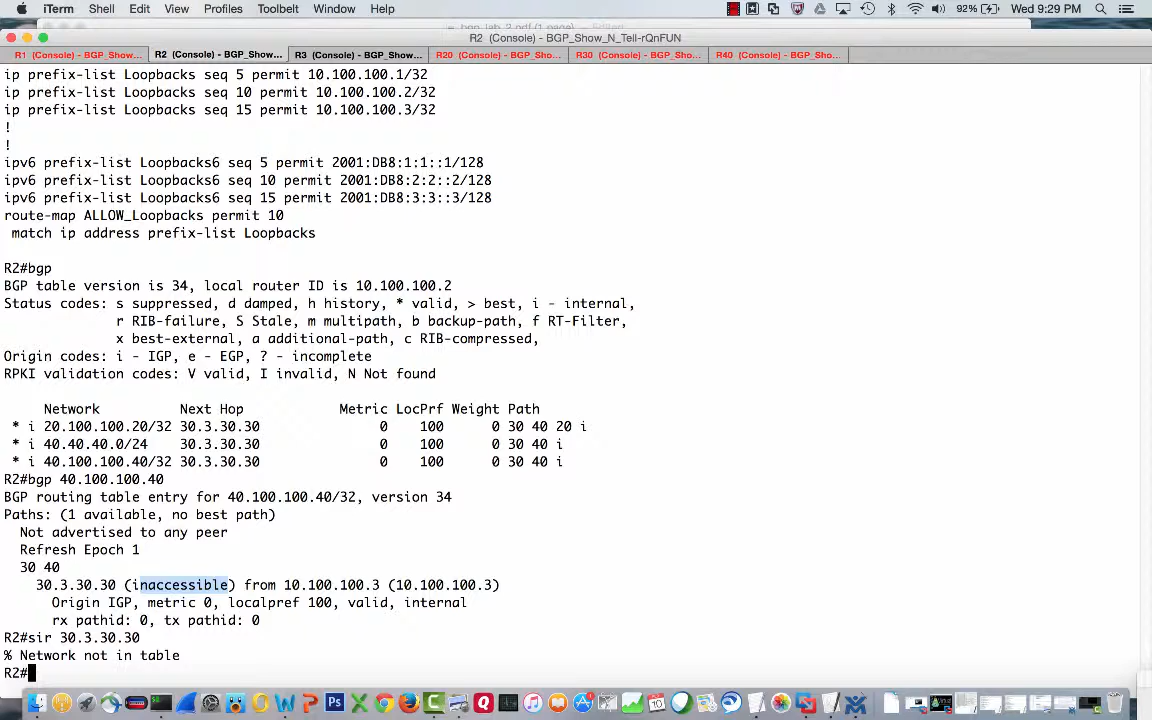 iTerm Shell Edit View Profiles Toolbelt Window Help 92% Wed 9:29 PM
R2 (Console) - BGP_Show_N_Tell-rQnFUN
R1 (Console) - BGP_Show... R2 (Console) - BGP_Show... R3 (Console) - BGP_Show... R20 (Console) - BGP_Sho... R30 (Console) - BGP_Sho... R40 (Console) - BGP_Sho...
ip prefix-list Loopbacks seq 5 permit 10.100.100.1/32
ip prefix-list Loopbacks seq 10 permit 10.100.100.2/32
ip prefix-list Loopbacks seq 15 permit 10.100.100.3/32
!
!
ipv6 prefix-list Loopbacks6 seq 5 permit 2001:DB8:1:1::1/128
ipv6 prefix-list Loopbacks6 seq 10 permit 2001:DB8:2:2::2/128
ipv6 prefix-list Loopbacks6 seq 15 permit 2001:DB8:3:3::3/128
route-map ALLOW_Loopbacks permit 10
 match ip address prefix-list Loopbacks
R2#bgp
BGP table version is 34, local router ID is 10.100.100.2
Status codes: s suppressed, d damped, h history, * valid, > best, i - internal,
r RIB-failure, S Stale, m multipath, b backup-path, f RT-Filter,
x best-external, a additional-path, c RIB-compressed,
Origin codes: i - IGP, e - EGP, ? - incomplete
RPKI validation codes: V valid, I invalid, N Not found
Network Next Hop Metric LocPrf Weight Path
* i 20.100.100.20/32 30.3.30.30 0 100 0 30 40 20 i
* i 40.40.40.0/24 30.3.30.30 0 100 0 30 40 i
* i 40.100.100.40/32 30.3.30.30 0 100 0 30 40 i
R2#bgp 40.100.100.40
BGP routing table entry for 40.100.100.40/32, version 34
Paths: (1 available, no best path)
Not advertised to any peer
Refresh Epoch 1
30 40
30.3.30.30 (inaccessible) from 10.100.100.3 (10.100.100.3)
Origin IGP, metric 0, localpref 100, valid, internal
rx pathid: 0, tx pathid: 0
R2#sir 30.3.30.30
% Network not in table
R2#